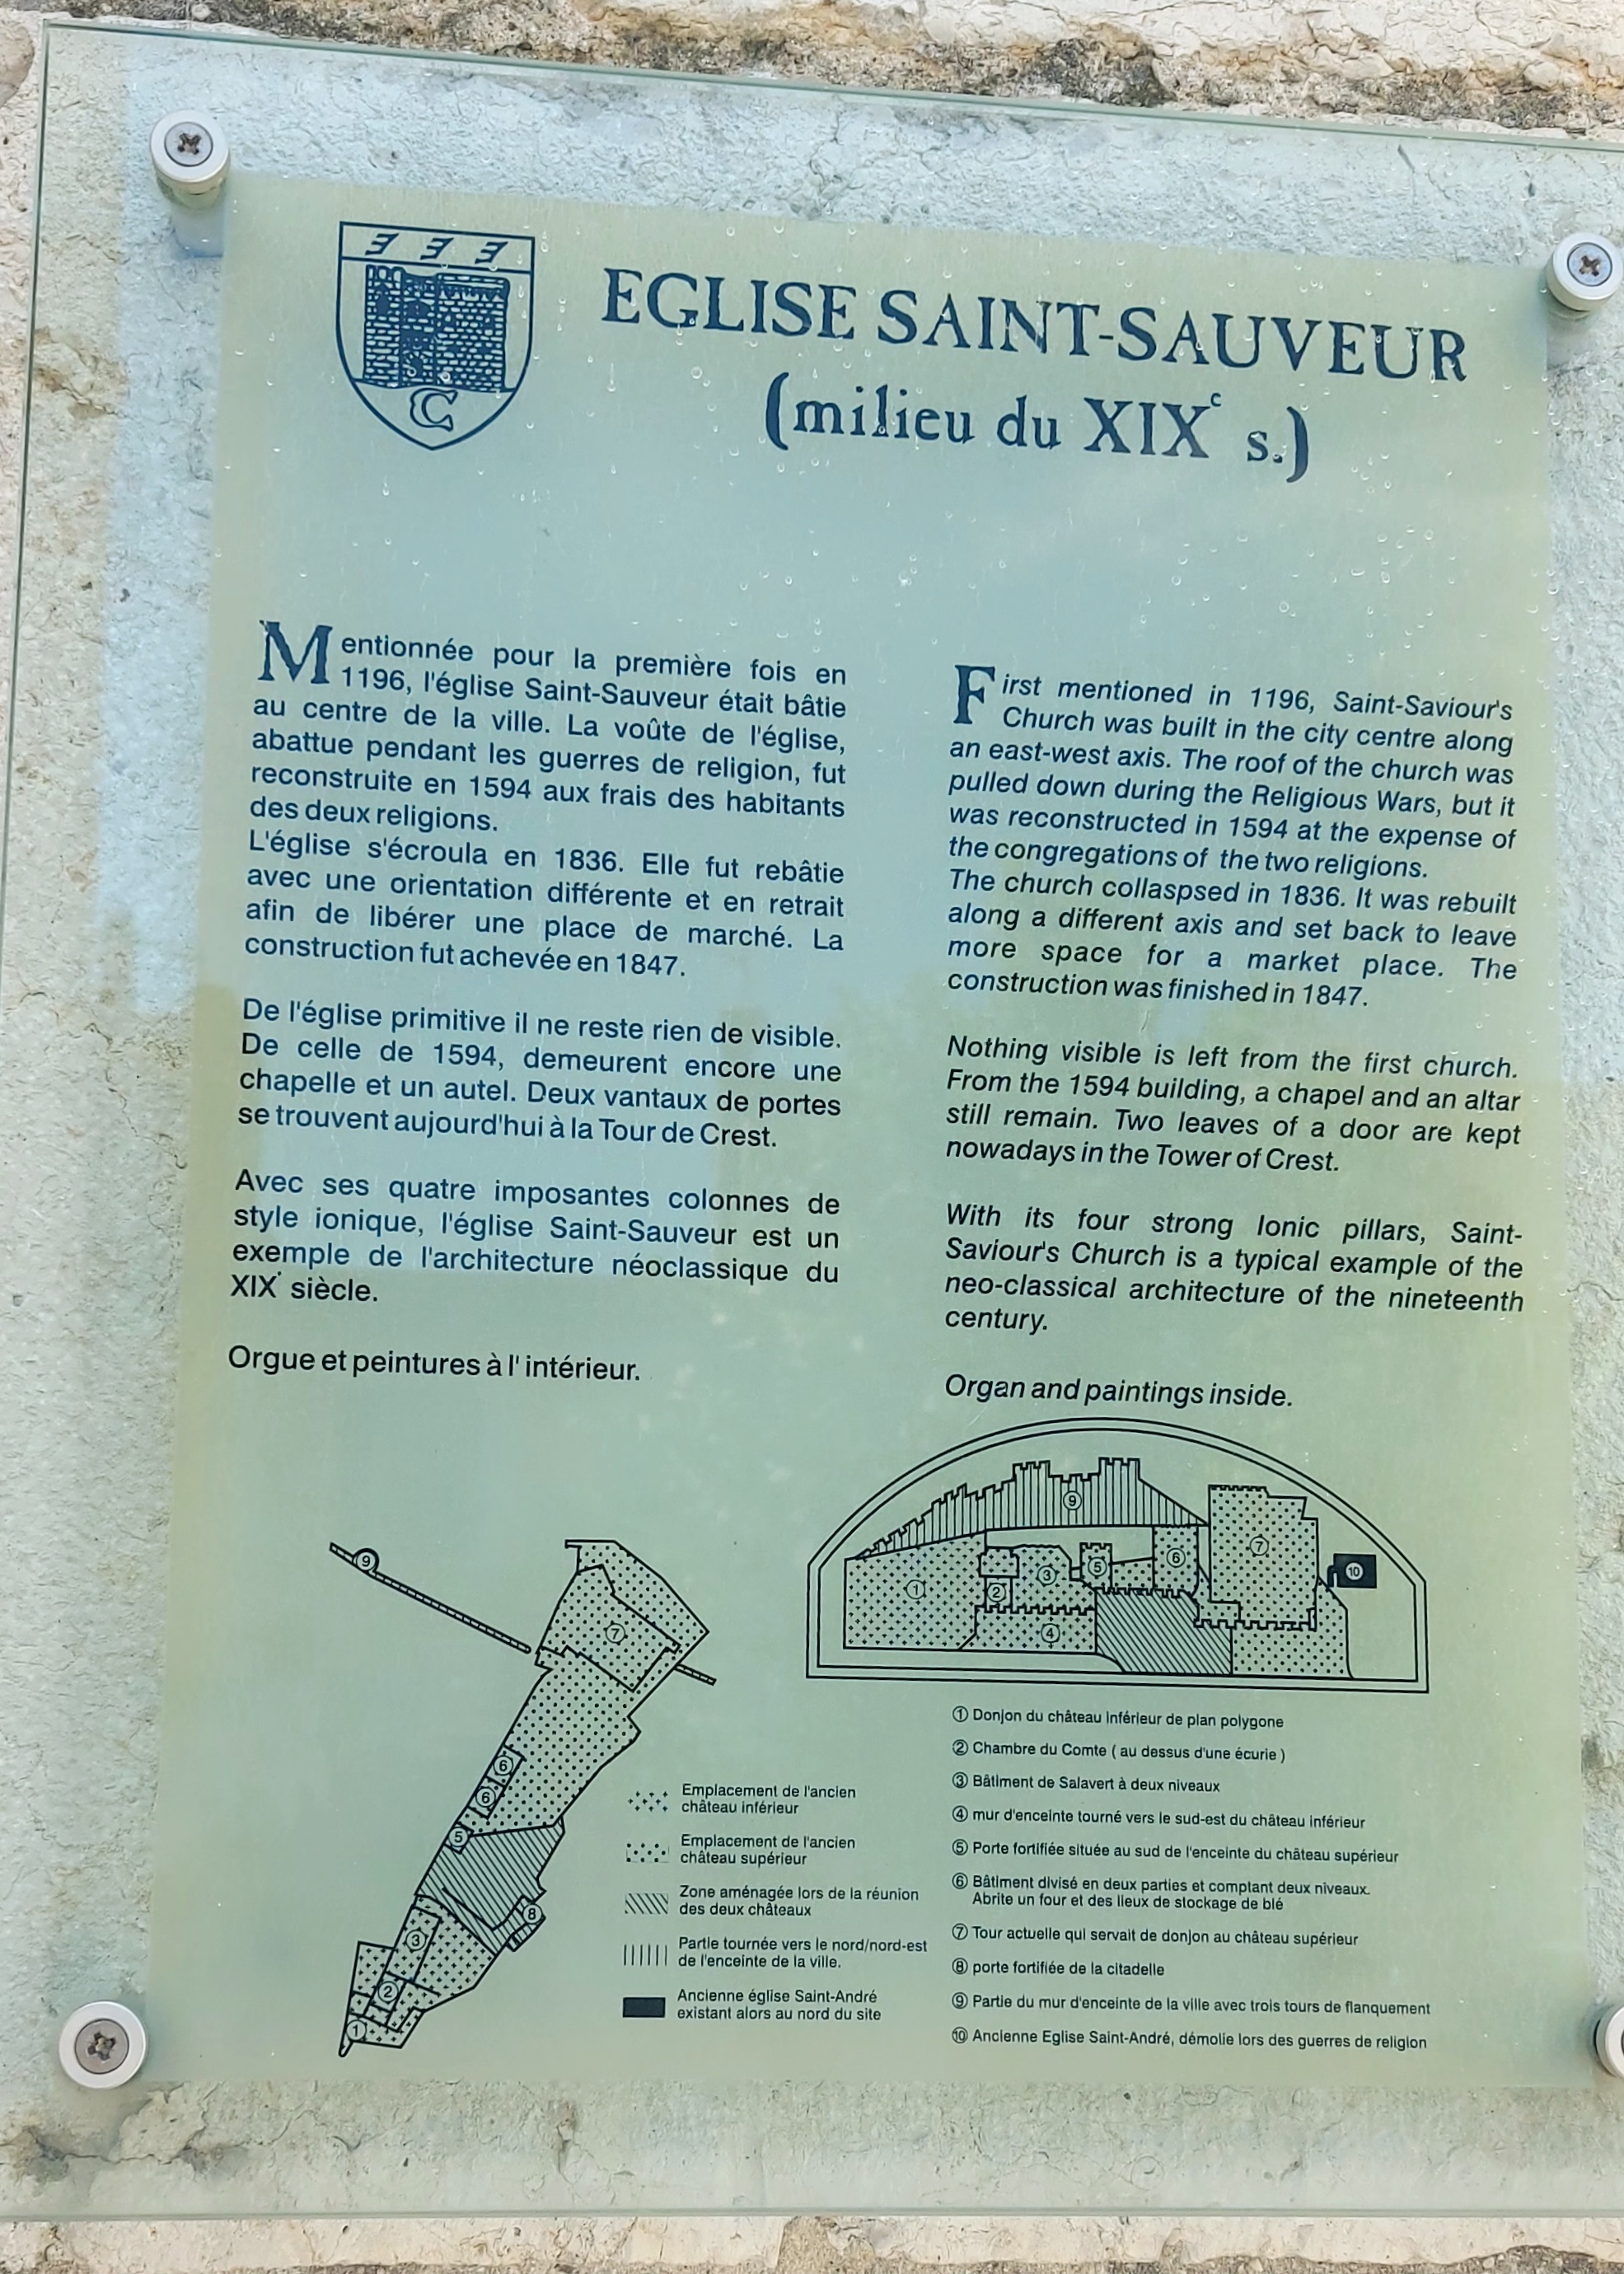 EGLISE SAINT-SAUVEUR
(milieu du XIXe s.)
C
Mentionnée pour la première fois en
1196, l'église Saint-Sauveur était bâtie
au centre de la ville. La voûte de l'église,
abattue pendant les guerres de religion, fut
reconstruite en 1594 aux frais des habitants
des deux religions.
L'église s'écroula en 1836. Elle fut rebâtie
avec une orientation différente et en retrait
afin de libérer une place de marché. La
construction fut achevée en 1847.
De l'église primitive il ne reste rien de visible.
De celle de 1594, demeurent encore une
chapelle et un autel. Deux vantaux de portes
se trouvent aujourd'hui à la Tour de Crest.
Avec ses quatre imposantes colonnes de
style ionique, l'église Saint-Sauveur est un
exemple de l'architecture néoclassique du
XIX° siècle.
Orgue et peintures à l' intérieur.
First mentioned in 1196, Saint-Saviour's
Church was built in the city centre along
an east-west axis. The roof of the church was
pulled down during the Religious Wars, but it
was reconstructed in 1594 at the expense of
the congregations of the two religions.
The church collaspsed in 1836. It was rebuilt
along a different axis and set back to leave
more space for a market place. The
construction was finished in 1847.
Nothing visible is left from the first church.
From the 1594 building, a chapel and an altar
still remain. Two leaves of a door are kept
nowadays in the Tower of Crest.
With its four strong Ionic pillars, Saint-
Saviour's Church is a typical example of the
neo-classical architecture of the nineteenth
century.
Organ and paintings inside.
9
7
6
6
5
8
3
2
1
9
7
6
5
3
10
1
2
4
Emplacement de l'ancien
château inférieur
Emplacement de l'ancien
château supérieur
Zone aménagée lors de la réunion
des deux châteaux
Partie tournée vers le nord/nord-est
de l'enceinte de la ville.
Ancienne église Saint-André
existant alors au nord du site
① Donjon du château inférieur de plan polygone
② Chambre du Comte ( au dessus d'une écurie )
③ Bâtiment de Salavert à deux niveaux
④ mur d'enceinte tourné vers le sud-est du château inférieur
⑤ Porte fortifiée située au sud de l'enceinte du château supérieur
⑥ Bâtiment divisé en deux parties et comptant deux niveaux.
Abrite un four et des lieux de stockage de blé
⑦ Tour actuelle qui servait de donjon au château supérieur
⑧ porte fortifiée de la citadelle
⑨ Partie du mur d'enceinte de la ville avec trois tours de flanquement
⑩ Ancienne Eglise Saint-André, démolie lors des guerres de religion